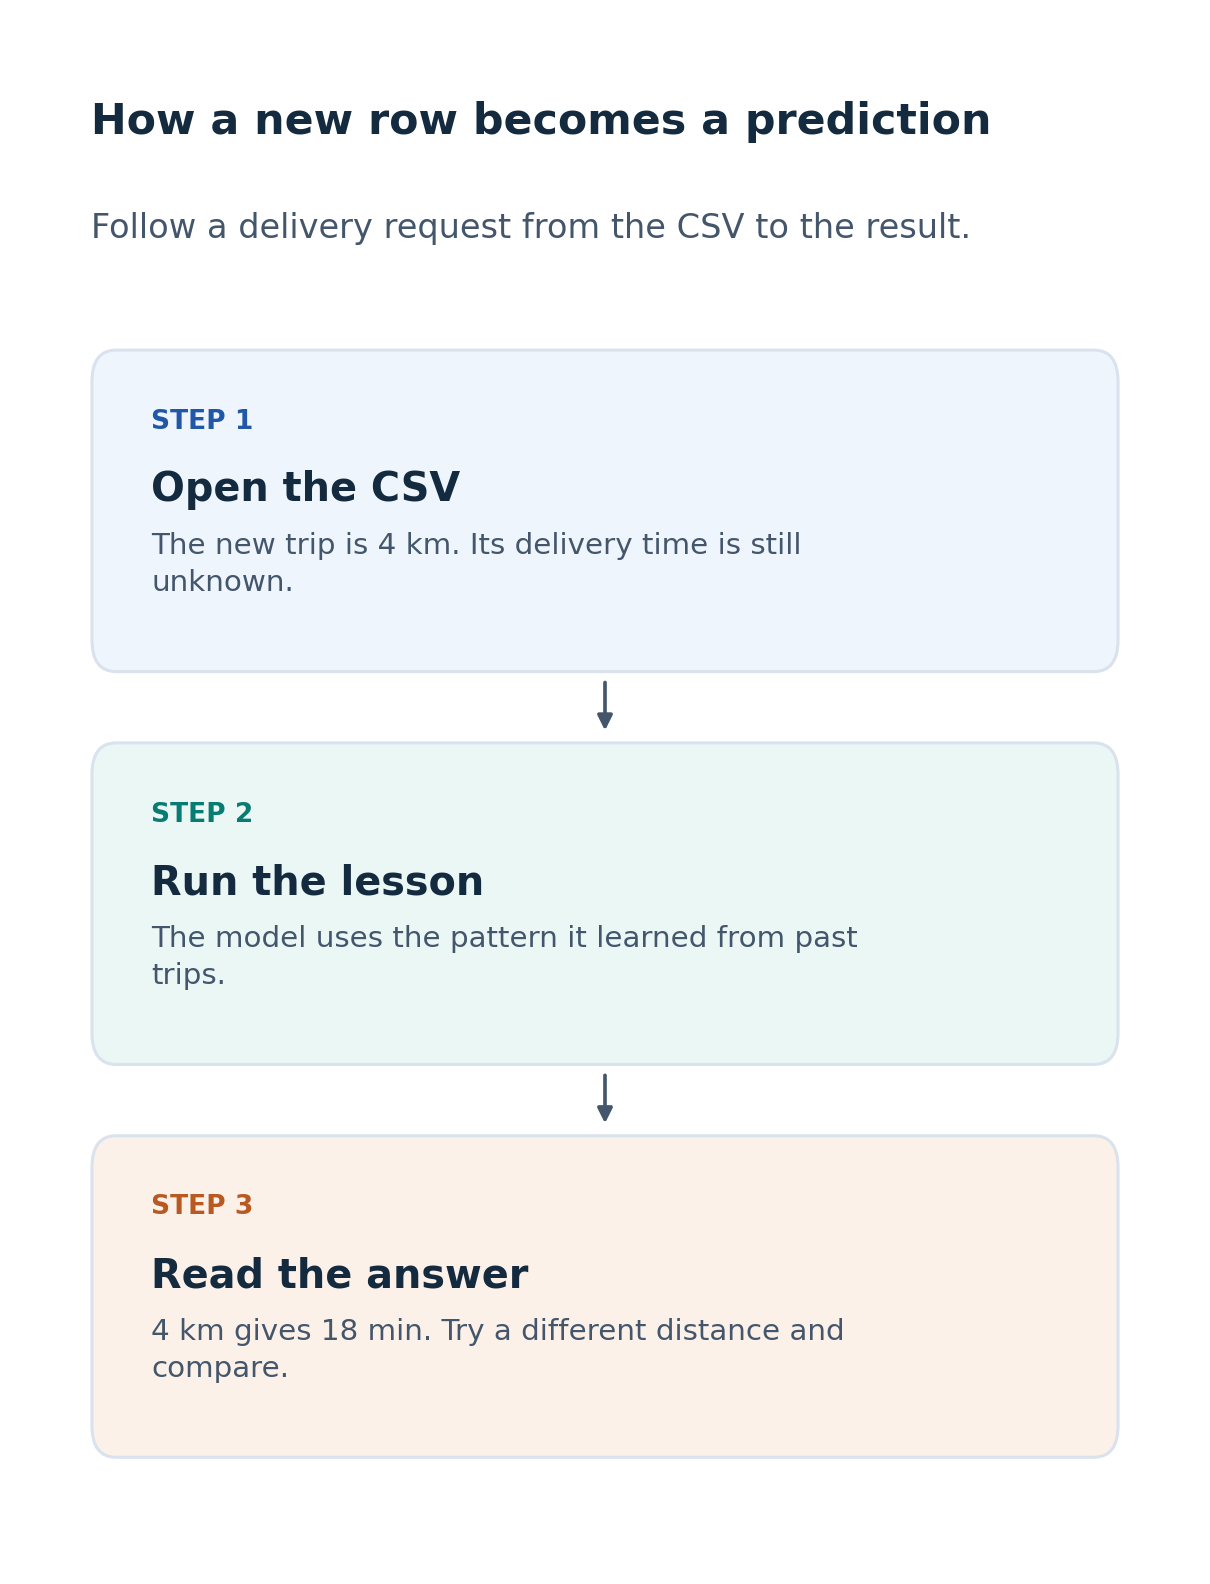 How a new row becomes a prediction
Follow a delivery request from the CSV to the result.
STEP 1
Open the CSV
The new trip is 4 km. Its delivery time is still
unknown.
STEP 2
Run the lesson
The model uses the pattern it learned from past
trips.
STEP 3
Read the answer
4 km gives 18 min. Try a different distance and
compare.